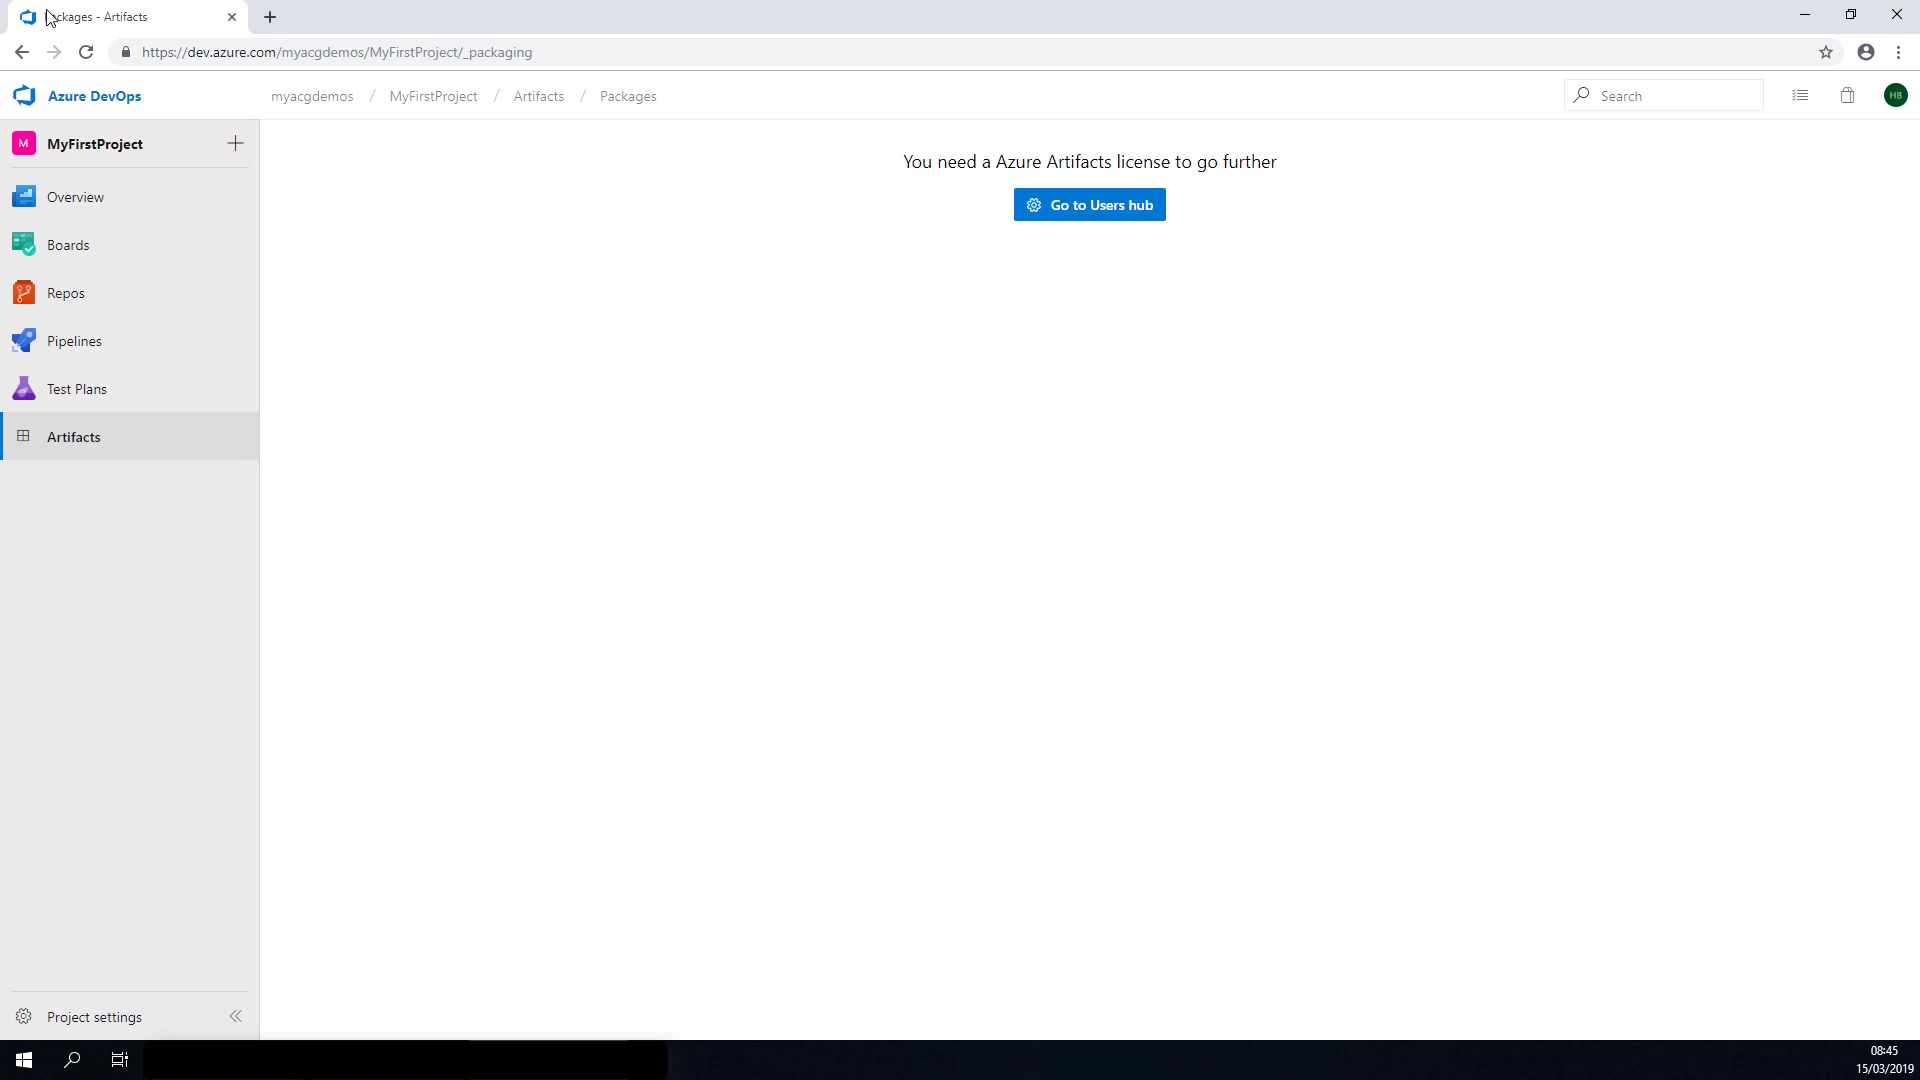 ckages - Artifacts
https://dev.azure.com/myacgdemos/MyFirstProject/_packaging
Azure DevOps
myacgdemos / MyFirstProject / Artifacts / Packages
Search
HB
M
MyFirstProject
You need a Azure Artifacts license to go further
Go to Users hub
Overview
Boards
Repos
Pipelines
Test Plans
Artifacts
Project settings
08:45
15/03/2019